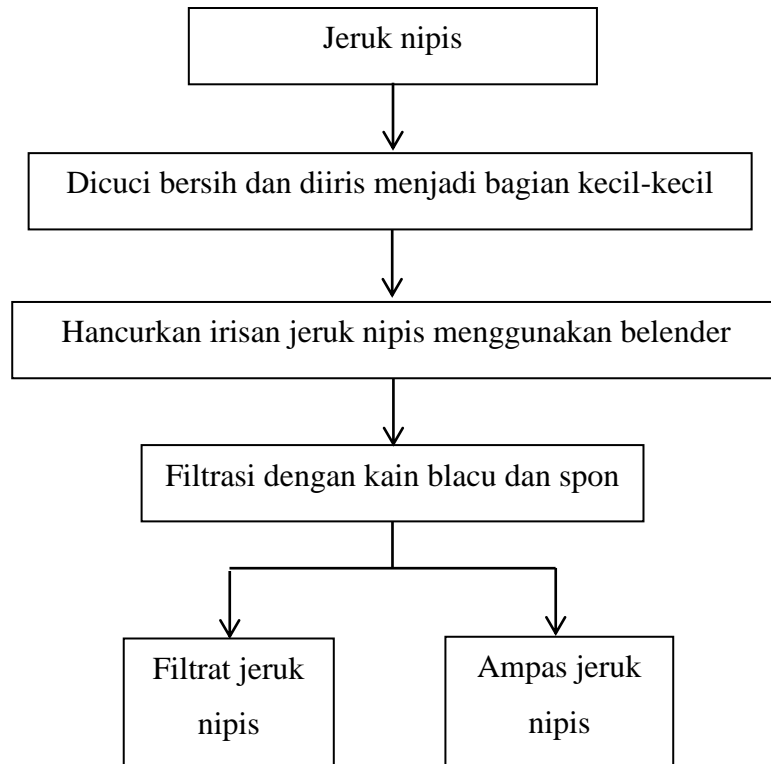 Jeruk nipis
Dicuci bersih dan diiris menjadi bagian kecil-kecil
Hancurkan irisan jeruk nipis menggunakan belender
Filtrasi dengan kain blacu dan spon
Filtrat jeruk
nipis
Ampas jeruk
nipis